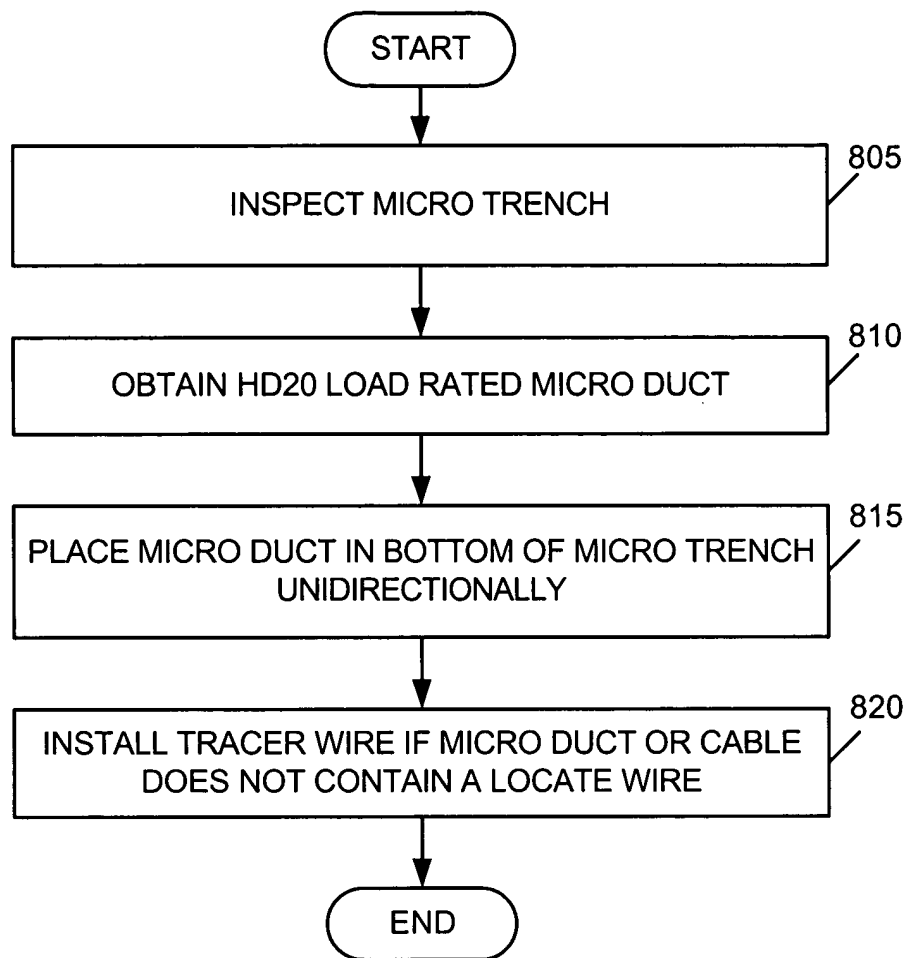 START
805
INSPECT MICRO TRENCH
810
OBTAIN HD20 LOAD RATED MICRO DUCT
815
PLACE MICRO DUCT IN BOTTOM OF MICRO TRENCH
UNIDIRECTIONALLY
820
INSTALL TRACER WIRE IF MICRO DUCT OR CABLE
DOES NOT CONTAIN A LOCATE WIRE
END